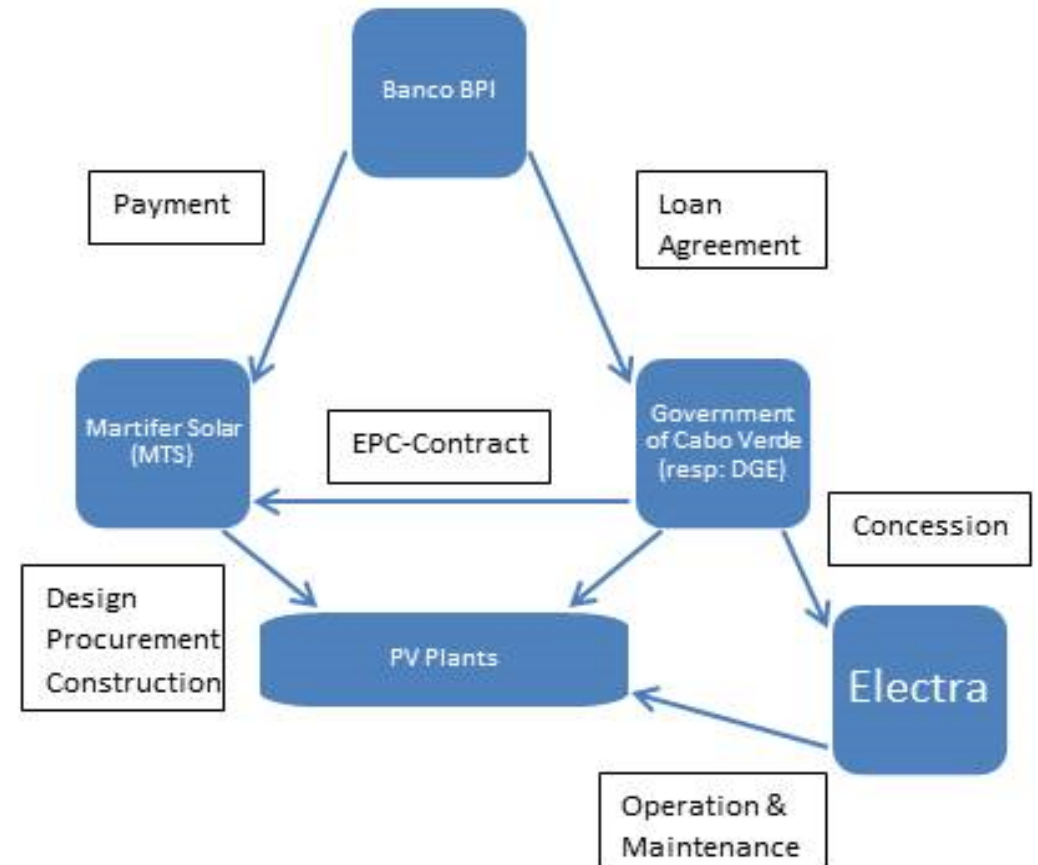 Banco BPI
Payment
Loan
Agreement
Martifer Solar
(MTS)
EPC-Contract
Government
of Cabo Verde
(resp: DGE)
Concession
Design
Procurement
Construction
PV Plants
Electra
Operation &
Maintenance